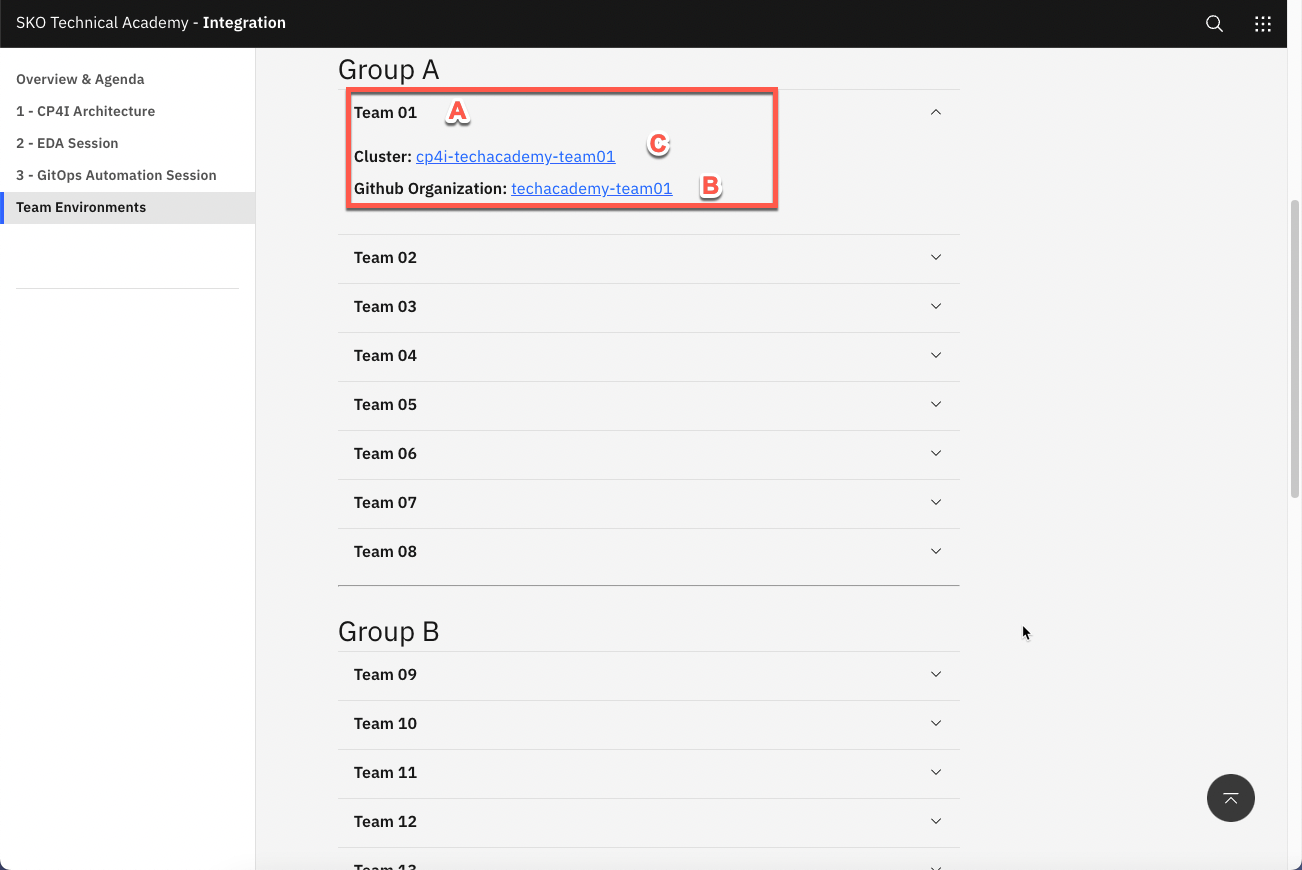 SKO Technical Academy - Integration
Overview & Agenda
1 - CP4I Architecture
2 - EDA Session
3 - GitOps Automation Session
Team Environments
Group A
Team 01 A
Cluster: cp4i-techacademy-team01 C
Github Organization: techacademy-team01 B
Team 02
Team 03
Team 04
Team 05
Team 06
Team 07
Team 08
Group B
Team 09
Team 10
Team 11
Team 12
Team 13